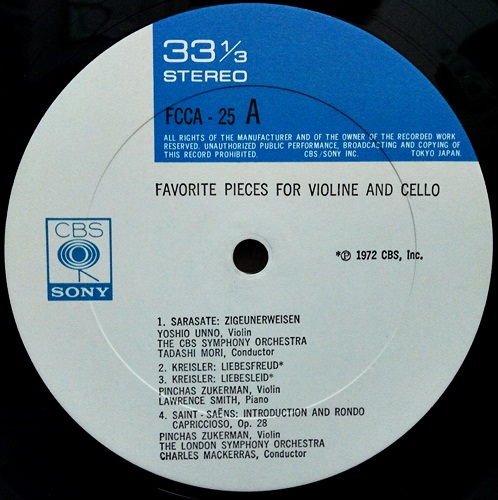 33 1/3
STEREO
FCCA - 25 A
ALL RIGHTS OF THE MANUFACTURER AND OF THE OWNER OF THE RECORDED WORK
RESERVED. UNAUTHORIZED PUBLIC PERFORMANCE, BROADCASTING AND COPYING OF
THIS RECORD PROHIBITED. CBS/SONY INC. TOKYO JAPAN.
FAVORITE PIECES FOR VIOLINE AND CELLO
CBS
SONY
*℗ 1972 CBS, Inc.
1. SARASATE: ZIGEUNERWEISEN
YOSHIO UNNO, Violin
THE CBS SYMPHONY ORCHESTRA
TADASHI MORI, Conductor
2. KREISLER: LIEBESFREUD*
3. KREISLER: LIEBESLEID*
PINCHAS ZUKERMAN, Violin
LAWRENCE SMITH, Piano
4. SAINT-SAËNS: INTRODUCTION AND RONDO
CAPRICCIOSO, Op. 28
PINCHAS ZUKERMAN, Violin
THE LONDON SYMPHONY ORCHESTRA
CHARLES MACKERRAS, Conductor